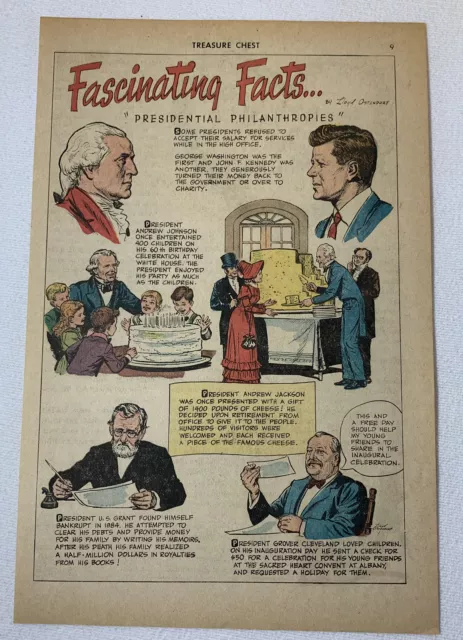 TREASURE CHEST
9
Fascinating Facts...
BY Lloyd Ostendorf
"PRESIDENTIAL PHILANTHROPIES"
SOME PRESIDENTS REFUSED TO
ACCEPT THEIR SALARY FOR SERVICES
WHILE IN THE HIGH OFFICE.
GEORGE WASHINGTON WAS THE
FIRST AND JOHN F. KENNEDY WAS
ANOTHER. THEY GENEROUSLY
TURNED THEIR MONEY BACK TO
THE GOVERNMENT OR OVER TO
CHARITY.
PRESIDENT
ANDREW JOHNSON
ONCE ENTERTAINED
400 CHILDREN ON
HIS 60th BIRTHDAY
CELEBRATION AT THE
WHITE HOUSE. THE
PRESIDENT ENJOYED
HIS PARTY AS MUCH
AS THE CHILDREN.
PRESIDENT ANDREW JACKSON
WAS ONCE PRESENTED WITH A GIFT
OF 1400 POUNDS OF CHEESE! HE
DECIDED UPON RETIREMENT FROM
OFFICE TO GIVE IT TO THE PEOPLE.
HUNDREDS OF VISITORS WERE
WELCOMED AND EACH RECEIVED
A PIECE OF THE FAMOUS CHEESE.
THIS AND
A FREE DAY
SHOULD HELP
MY YOUNG
FRIENDS TO
SHARE IN THE
INAUGURAL
CELEBRATION.
PRESIDENT U.S. GRANT FOUND HIMSELF
BANKRUPT IN 1884. HE ATTEMPTED TO
CLEAR HIS DEBTS AND PROVIDE MONEY
FOR HIS FAMILY BY WRITING HIS MEMOIRS,
AFTER HIS DEATH HIS FAMILY REALIZED
A HALF-MILLION DOLLARS IN ROYALTIES
FROM HIS BOOKS!
PRESIDENT GROVER CLEVELAND LOVED CHILDREN.
ON HIS INAUGURATION DAY HE SENT A CHECK FOR
$50 FOR A CELEBRATION FOR HIS YOUNG FRIENDS
AT THE SACRED HEART CONVENT AT ALBANY,
AND REQUESTED A HOLIDAY FOR THEM.